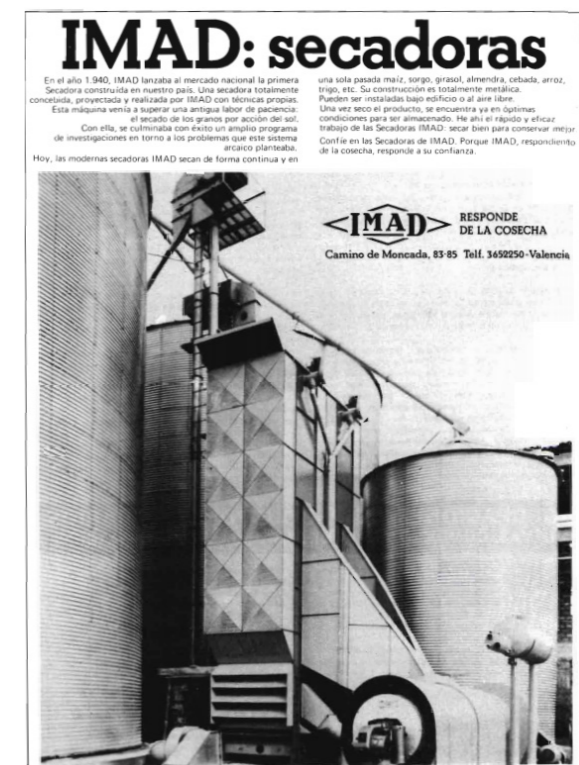 IMAD: secadoras
En el año 1.940, IMAD lanzaba al mercado nacional la primera
Secadora construída en nuestro país. Una secadora totalmente
concebida, proyectada y realizada por IMAD con técnicas propias.
Esta máquina venía a superar una antigua labor de paciencia:
el secado de los granos por acción del sol.
Con ella, se culminaba con éxito un amplio programa
de investigaciones en torno a los problemas que este sistema
arcaico planteaba.
Hoy, las modernas secadoras IMAD secan de forma continua y en
una sola pasada maíz, sorgo, girasol, almendra, cebada, arroz,
trigo, etc. Su construcción es totalmente metálica.
Pueden ser instaladas bajo edificio o al aire libre.
Una vez seco el producto, se encuentra ya en óptimas
condiciones para ser almacenado. He ahí el rápido y eficaz
trabajo de las Secadoras IMAD: secar bien para conservar mejor
Confíe en las Secadoras de IMAD. Porque IMAD, respondiento
de la cosecha, responde a su confianza.
IMAD
RESPONDE
DE LA COSECHA
Camino de Moncada, 83-85 Telf. 3652250-Valencia